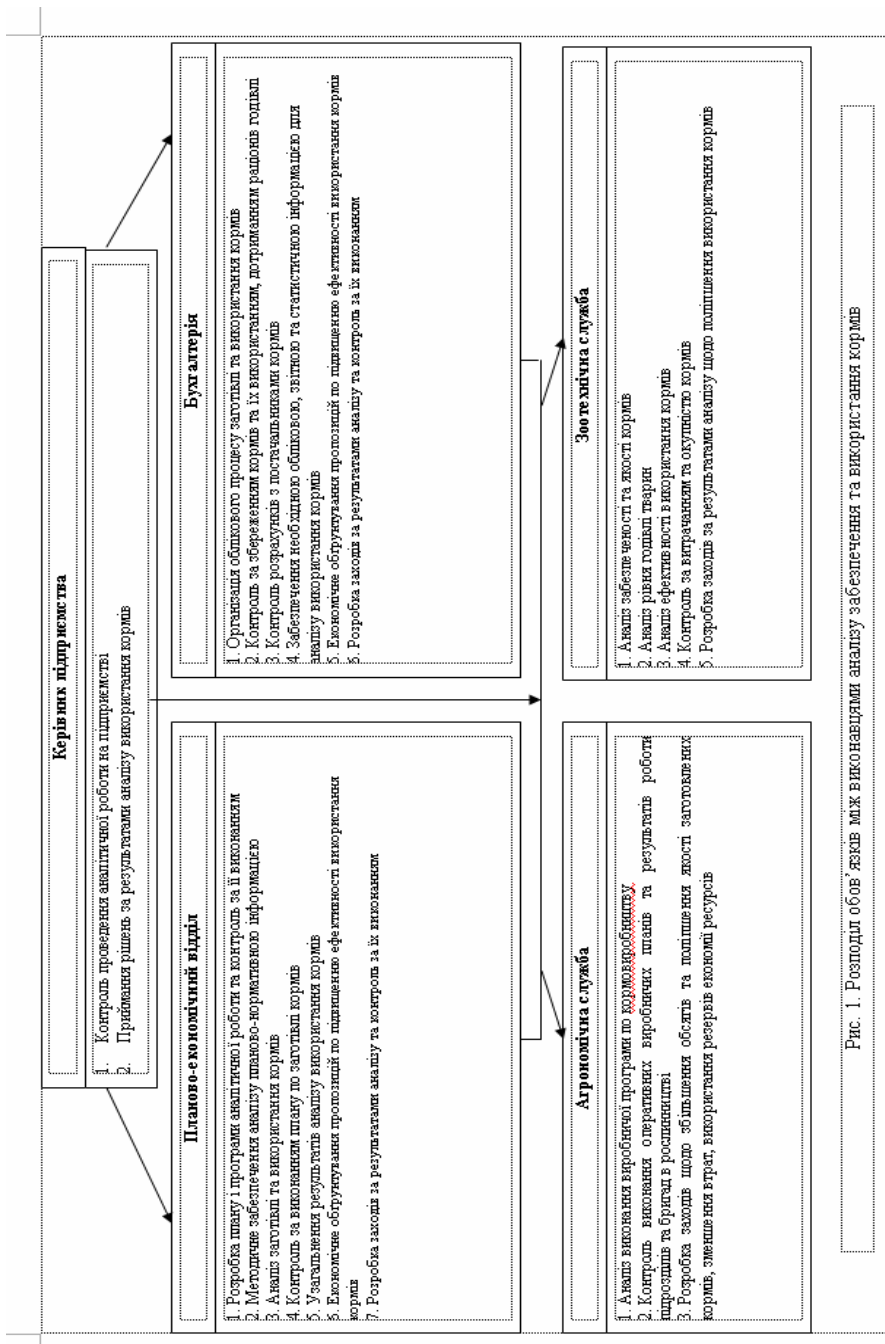 Керівник підприємства
1. Контроль проведення аналітичної роботи на підприємстві
2. Приймання рішень за результатами аналізу використання кормів
Планово-економічний відділ
1. Розробка плану і програми аналітичної роботи та контроль за її виконанням
2. Методичне забезпечення аналізу планово-нормативною інформацією
3. Аналіз заготівлі та використання кормів
4. Контроль за виконанням плану по заготівлі кормів
5. Узагальнення результатів аналізу використання кормів
6. Економічне обґрунтування пропозицій по підвищенню ефективності використання
кормів
7. Розробка заходів за результатами аналізу та контроль за їх виконанням
Бухгалтерія
1. Організація облікового процесу заготівлі та використання кормів
2. Контроль за збереженням кормів та їх використанням, дотриманням раціонів годівлі
3. Контроль розрахунків з постачальниками кормів
4. Забезпечення необхідною обліковою, звітною та статистичною інформацією для
аналізу використання кормів
5. Економічне обґрунтування пропозицій по підвищенню ефективності використання кормів
6. Розробка заходів за результатами аналізу та контроль за їх виконанням
Агрономічна служба
1. Аналіз виконання виробничої програми по кормовиробництву
2. Контроль виконання оперативних виробничих планів та результатів роботи
підрозділів та бригад в рослинництві
3. Розробка заходів щодо збільшення обсягів та поліпшення якості заготовлених
кормів, зменшення втрат, використання резервів економії ресурсів
Зоотехнічна служба
1. Аналіз забезпеченості та якості кормів
2. Аналіз рівня годівлі тварин
3. Аналіз ефективності використання кормів
4. Контроль за витрачанням та окупністю кормів
5. Розробка заходів за результатами аналізу щодо поліпшення використання кормів
Рис. 1. Розподіл обов’язків між виконавцями аналізу забезпечення та використання кормів